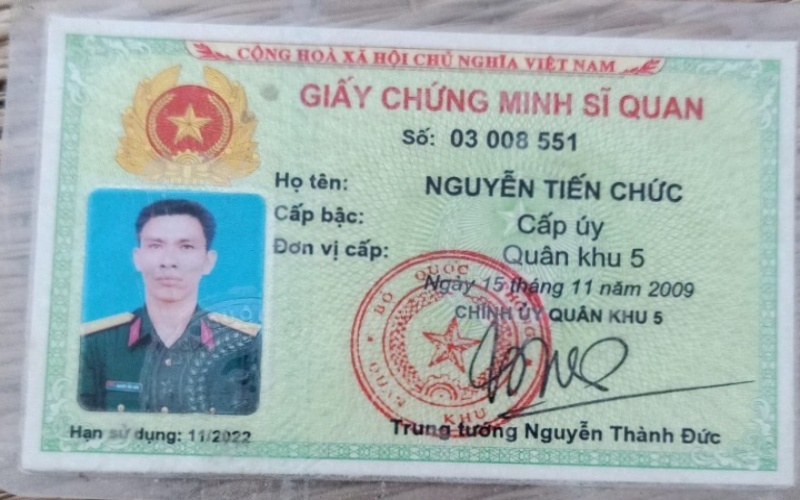 CỘNG HOÀ XÃ HỘI CHỦ NGHĨA VIỆT NAM
GIẤY CHỨNG MINH SĨ QUAN
Số: 03 008 551
Họ tên: NGUYỄN TIẾN CHỨC
Cấp bậc: Cấp úy
Đơn vị cấp: Quân khu 5
Ngày 15 tháng 11 năm 2009
CHÍNH ỦY QUÂN KHU 5
BỘ QUỐC PHÒNG
QUÂN KHU
Trung tướng Nguyễn Thành Đức
Hạn sử dụng: 11/2022